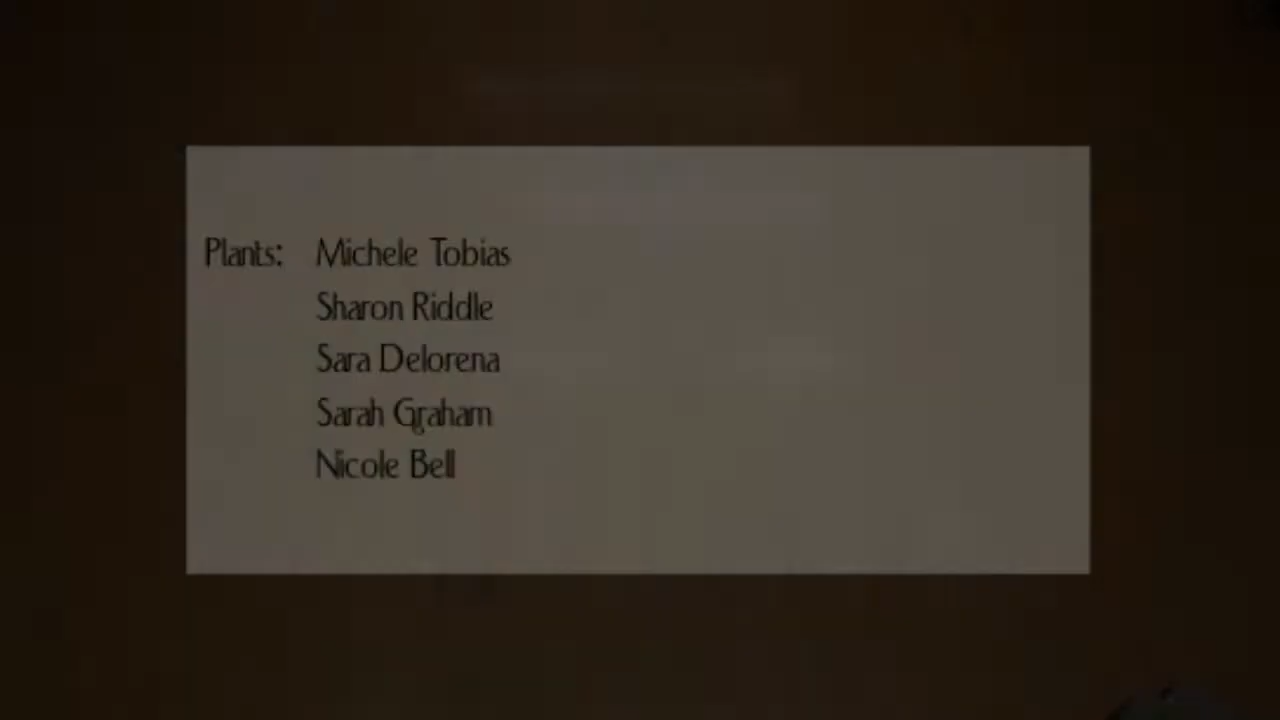 Plants: Michele Tobias
Sharon Riddle
Sara Delorena
Sarah Graham
Nicole Bell